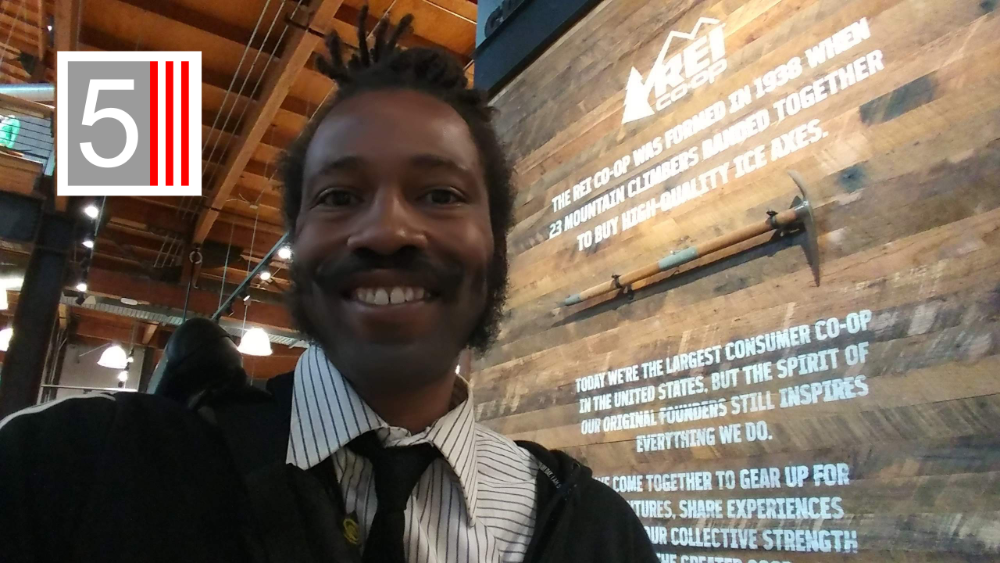 5
REI
CO-OP
THE REI CO-OP WAS FORMED IN 1938 WHEN
23 MOUNTAIN CLIMBERS BANDED TOGETHER
TO BUY HIGH-QUALITY ICE AXES.
TODAY WE'RE THE LARGEST CONSUMER CO-OP
IN THE UNITED STATES, BUT THE SPIRIT OF
OUR ORIGINAL FOUNDERS STILL INSPIRES
EVERYTHING WE DO.
COME TOGETHER TO GEAR UP FOR
SHARE EXPERIENCES
OUR COLLECTIVE STRENGTH